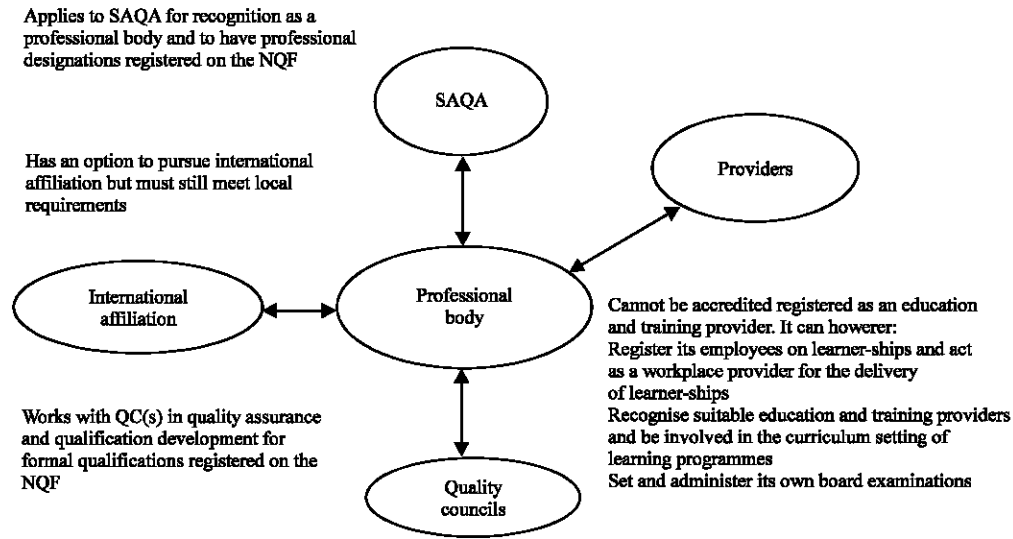 Applies to SAQA for recognition as a
professional body and to have professional
designations registered on the NQF
SAQA
Providers
Has an option to pursue international
affiliation but must still meet local
requirements
International
affiliation
Professional
body
Cannot be accredited registered as an education
and training provider. It can howerer:
Register its employees on learner-ships and act
as a workplace provider for the delivery
of learner-ships
Recognise suitable education and training providers
and be involved in the curriculum setting of
learning programmes
Set and administer its own board examinations
Works with QC(s) in quality assurance
and qualification development for
formal qualifications registered on the
NQF
Quality
councils